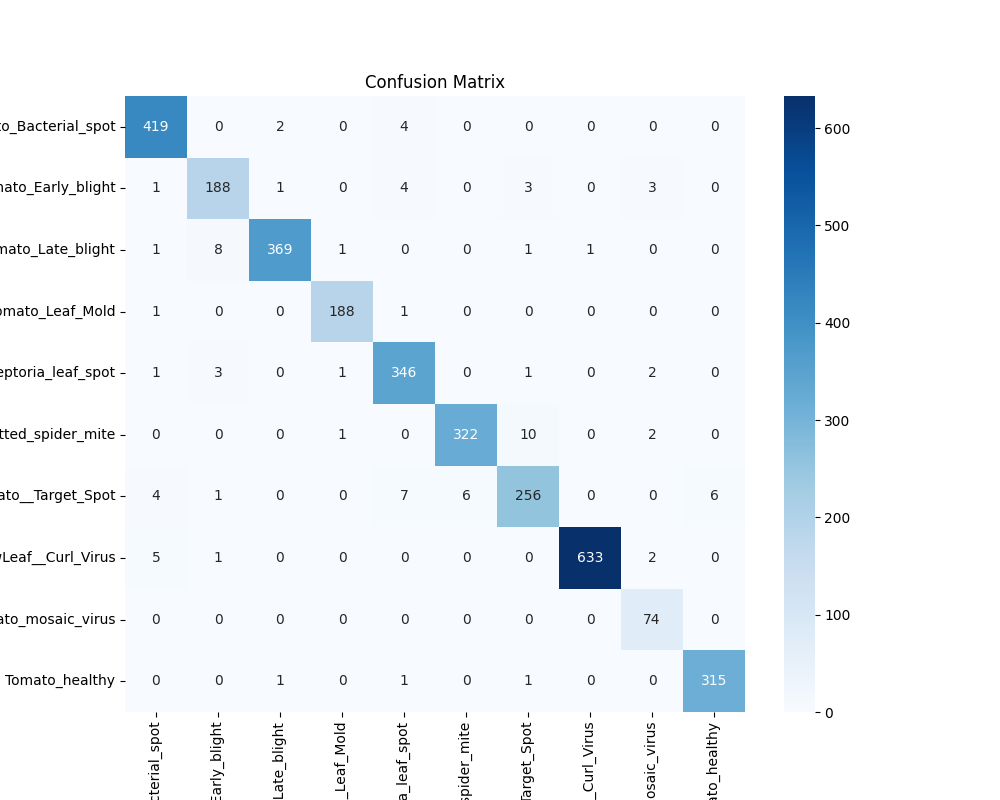 Confusion Matrix
to_Bacterial_spot 419 0 2 0 4 0 0 0 0 0
mato_Early_blight 1 188 1 0 4 0 3 0 3 0
mato_Late_blight 1 8 369 1 0 0 1 1 0 0
omato_Leaf_Mold 1 0 0 188 1 0 0 0 0 0
eptoria_leaf_spot 1 3 0 1 346 0 1 0 2 0
tted_spider_mite 0 0 0 1 0 322 10 0 2 0
ato__Target_Spot 4 1 0 0 7 6 256 0 0 6
Leaf__Curl_Virus 5 1 0 0 0 0 0 633 2 0
ato_mosaic_virus 0 0 0 0 0 0 0 0 74 0
Tomato_healthy 0 0 1 0 1 0 1 0 0 315
cterial_spot
Early_blight
Late_blight
_Leaf_Mold
a_leaf_spot
spider_mite
Target_Spot
_Curl_Virus
osaic_virus
ato_healthy
600
500
400
300
200
100
0